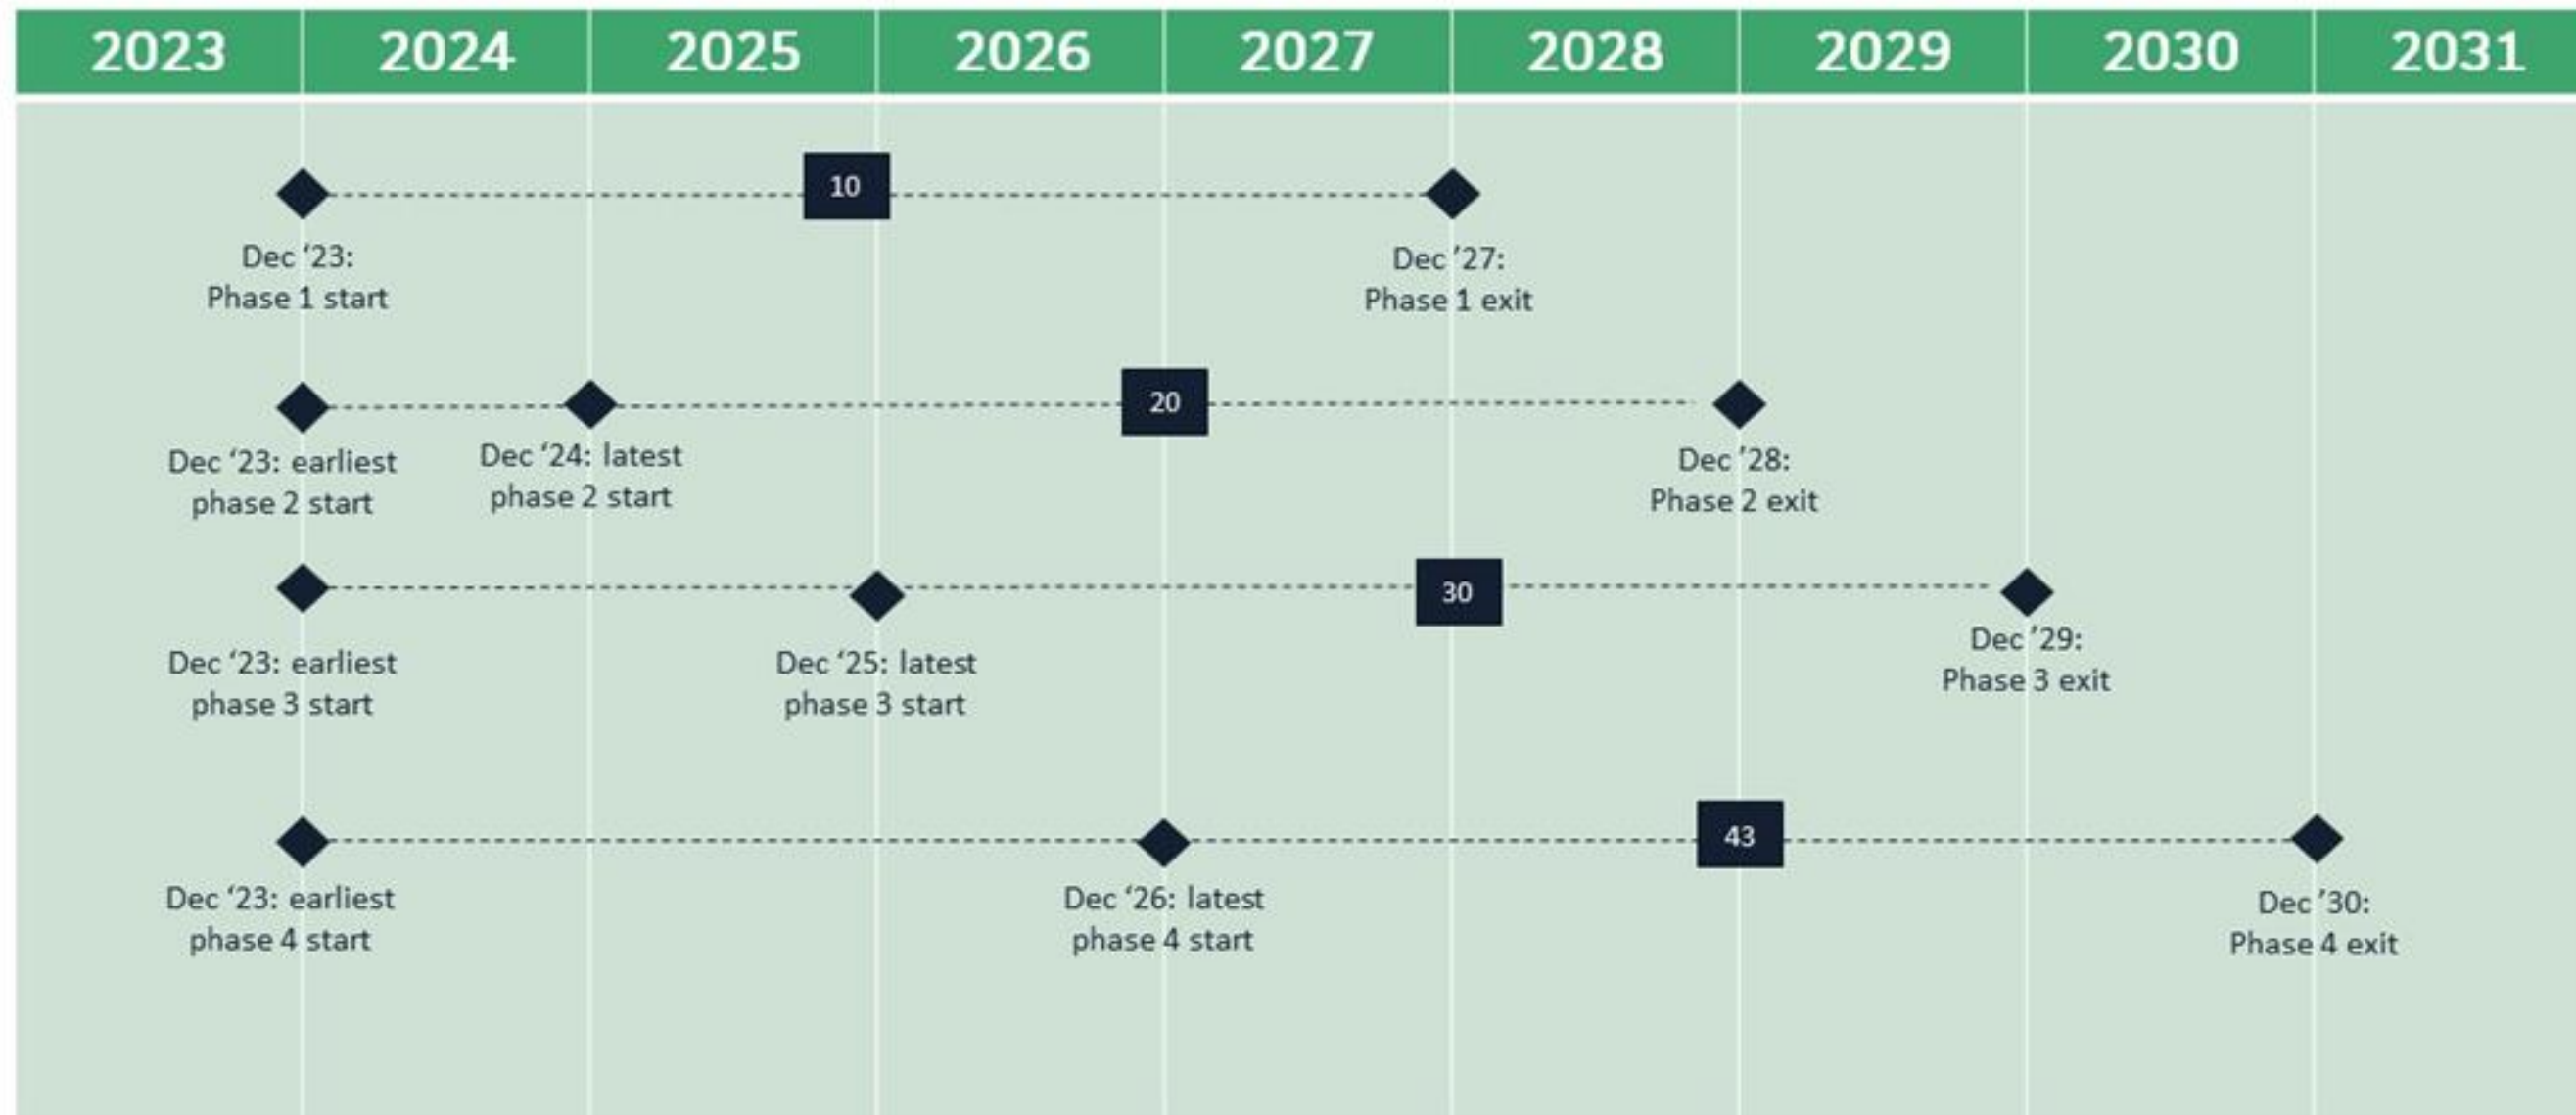 2023 2024 2025 2026 2027 2028 2029 2030 2031
10
Dec ‘23:
Phase 1 start
Dec ’27:
Phase 1 exit
20
Dec ‘23: earliest
phase 2 start
Dec ‘24: latest
phase 2 start
Dec ’28:
Phase 2 exit
30
Dec ‘23: earliest
phase 3 start
Dec ‘25: latest
phase 3 start
Dec ’29:
Phase 3 exit
43
Dec ‘23: earliest
phase 4 start
Dec ‘26: latest
phase 4 start
Dec ’30:
Phase 4 exit